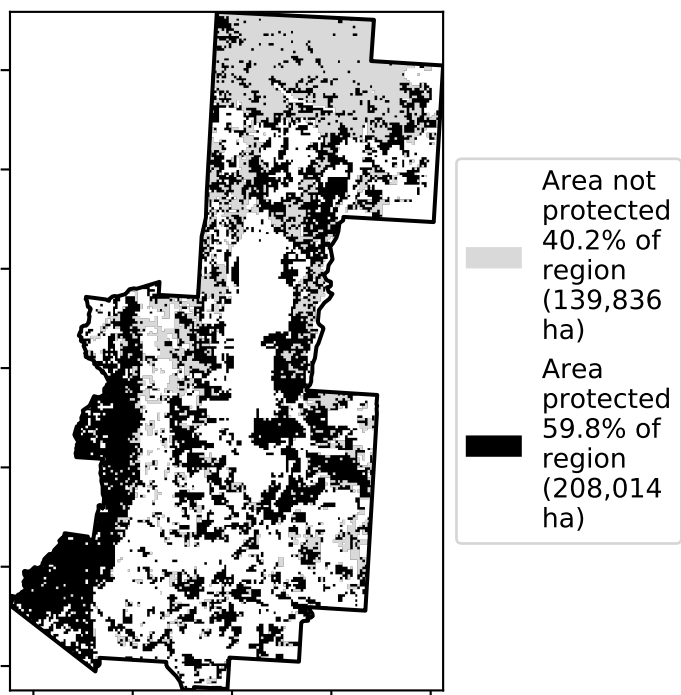 Area not
protected
40.2% of
region
(139,836
ha)
Area
protected
59.8% of
region
(208,014
ha)